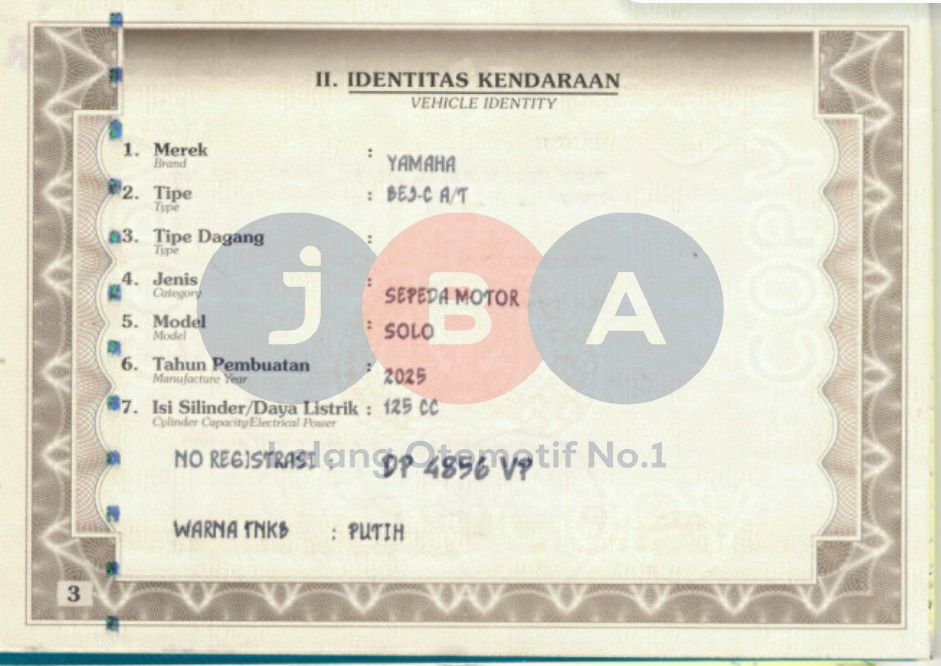 II. IDENTITAS KENDARAAN
VEHICLE IDENTITY
1. Merek : YAMAHA
Brand
2. Tipe : BEJ-C A/T
Type
3. Tipe Dagang :
Type
4. Jenis : SEPEDA MOTOR
Category
5. Model : SOLO
Model
6. Tahun Pembuatan : 2025
Manufacture Year
7. Isi Silinder/Daya Listrik : 125 CC
Cylinder Capacity/Electrical Power
NO REGISTRASI : DP 4856 VP
WARNA TNKB : PUTIH
3
JBA
Lelang Otomotif No.1
COPY